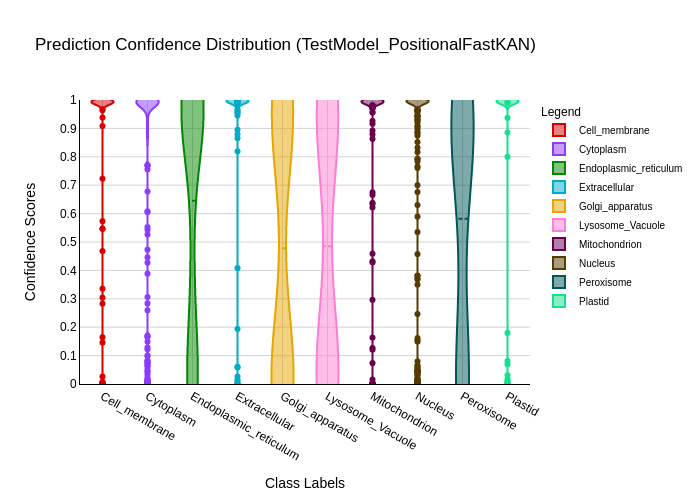 Prediction Confidence Distribution (TestModel_PositionalFastKAN)
Confidence Scores
1
0.9
0.8
0.7
0.6
0.5
0.4
0.3
0.2
0.1
0
Cell_membrane
Cytoplasm
Endoplasmic_reticulum
Extracellular
Golgi_apparatus
Lysosome_Vacuole
Mitochondrion
Nucleus
Peroxisome
Plastid
Class Labels
Legend
Cell_membrane
Cytoplasm
Endoplasmic_reticulum
Extracellular
Golgi_apparatus
Lysosome_Vacuole
Mitochondrion
Nucleus
Peroxisome
Plastid